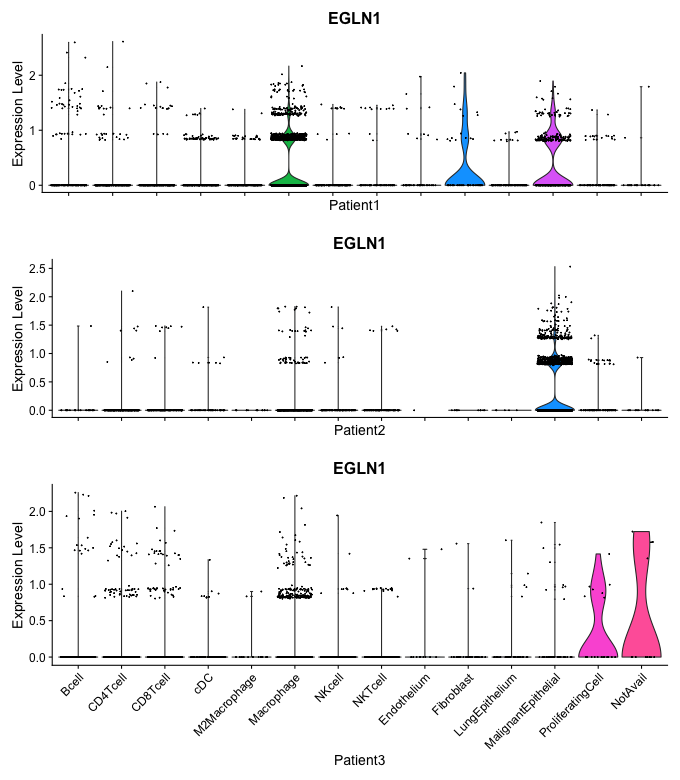 EGLN1
Expression Level
2
1
0
Patient1
EGLN1
Expression Level
2.5
2.0
1.5
1.0
0.5
0.0
Patient2
EGLN1
Expression Level
2.0
1.5
1.0
0.5
0.0
Bcell
CD4Tcell
CD8Tcell
cDC
M2Macrophage
Macrophage
NKcell
NKTcell
Endothelium
Fibroblast
LungEpithelium
MalignantEpithelial
ProliferatingCell
NotAvail
Patient3